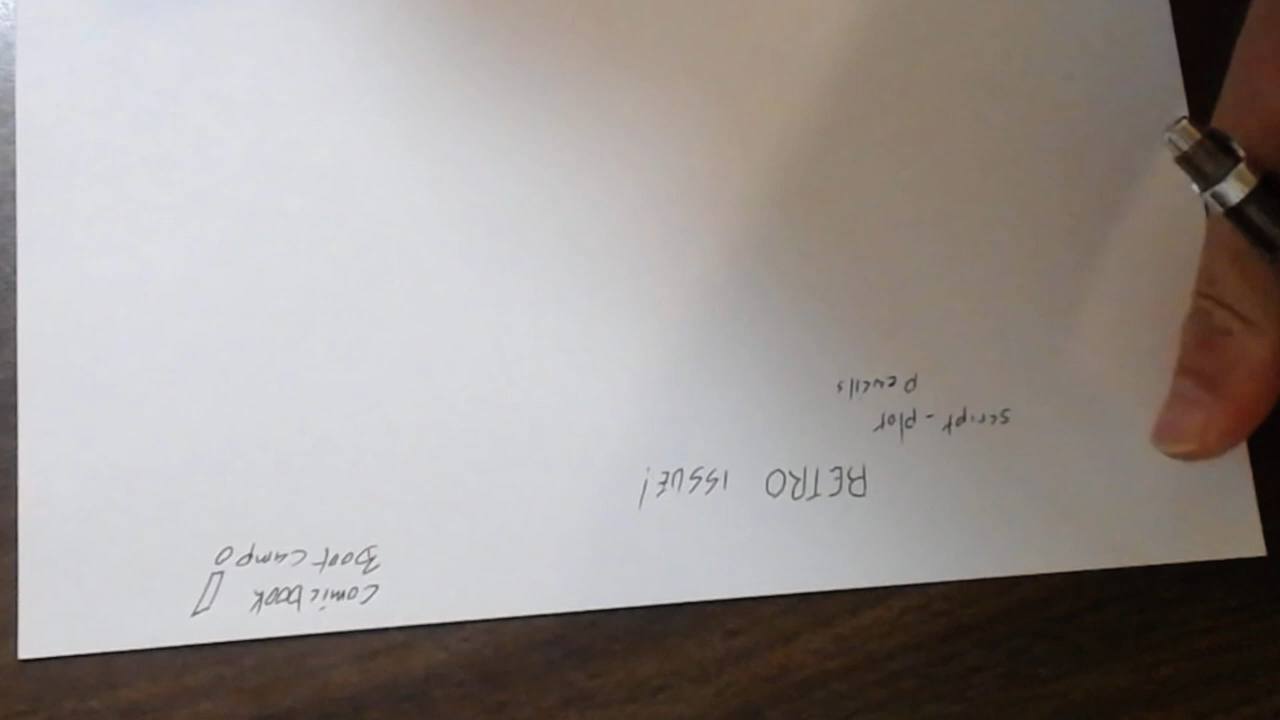 Comic book
Boot camp
RETRO ISSUE!
script - plot
Pencils